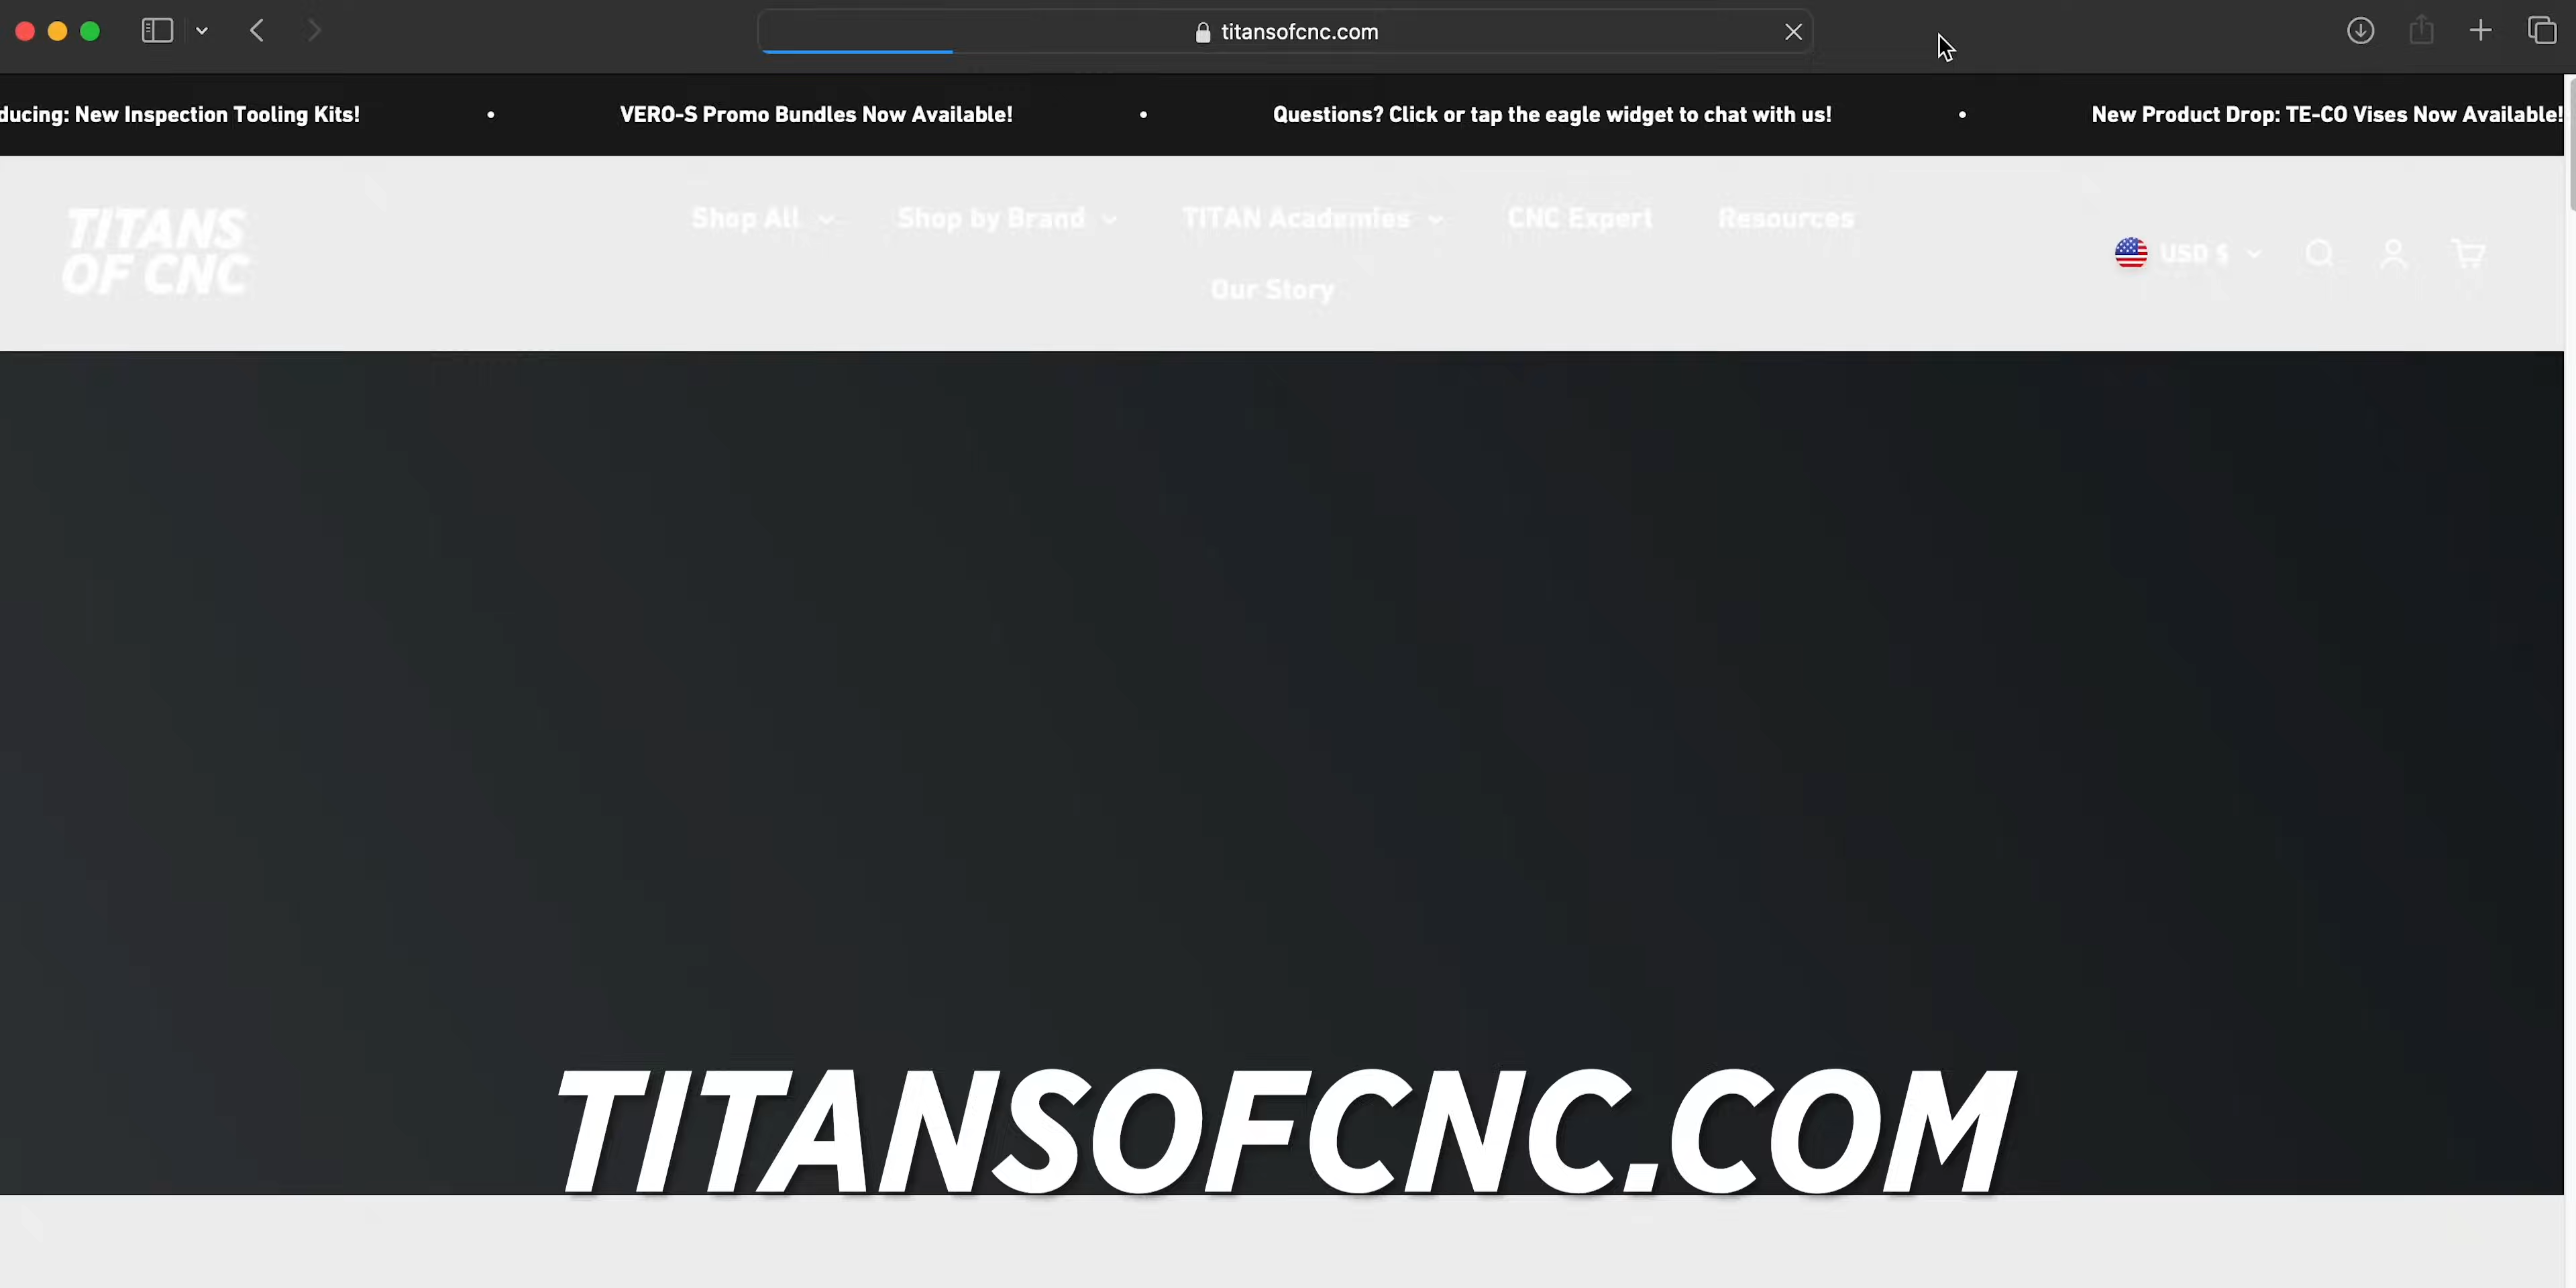 titansofcnc.com
ducing: New Inspection Tooling Kits! • VERO-S Promo Bundles Now Available! • Questions? Click or tap the eagle widget to chat with us! • New Product Drop: TE-CO Vises Now Available!
TITANS
OF CNC
Shop All Shop by Brand TITAN Academies CNC Expert Resources
Our Story
USD $
TITANSOFCNC.COM